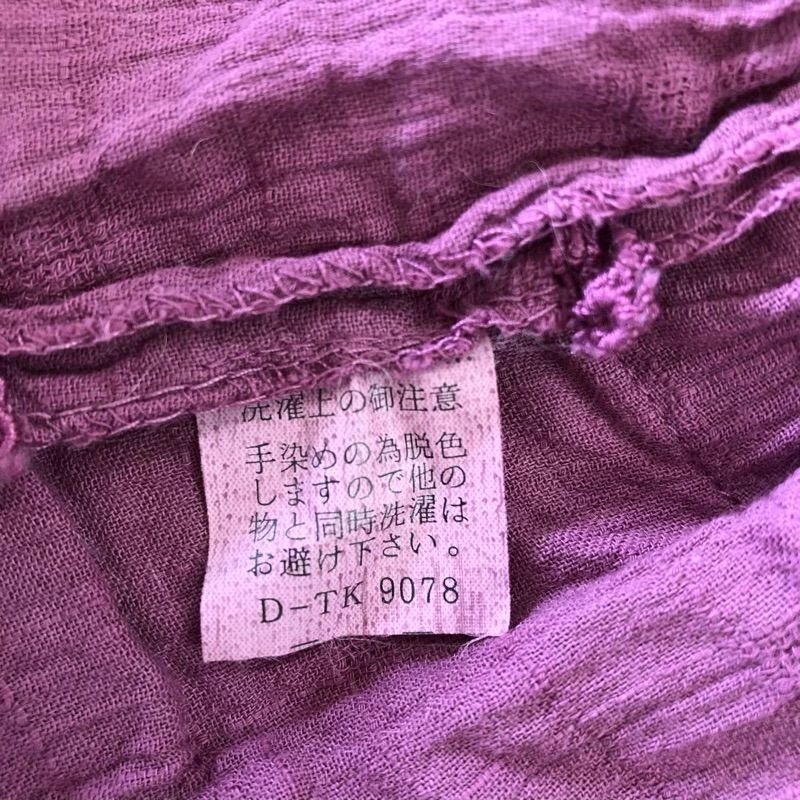 洗濯上の御注意
手染めの為脱色
しますので他の
物と同時洗濯は
お避け下さい。
D-TK 9078